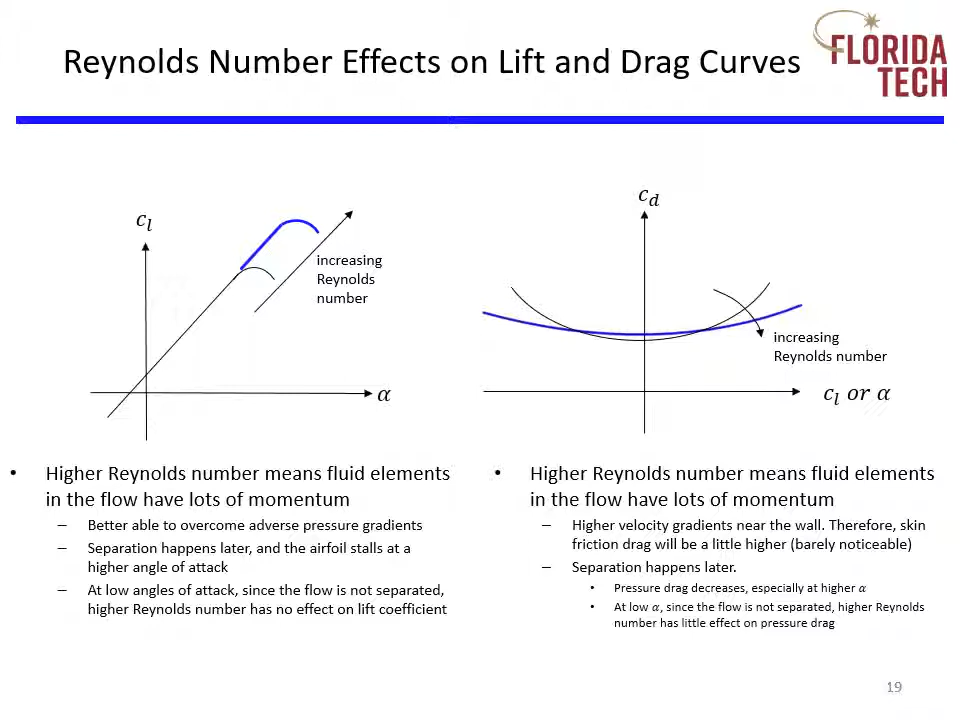 Reynolds Number Effects on Lift and Drag Curves
FLORIDA
TECH
c_l
increasing
Reynolds
number
α
c_d
increasing
Reynolds number
c_l or α
• Higher Reynolds number means fluid elements
in the flow have lots of momentum
– Better able to overcome adverse pressure gradients
– Separation happens later, and the airfoil stalls at a
higher angle of attack
– At low angles of attack, since the flow is not separated,
higher Reynolds number has no effect on lift coefficient
• Higher Reynolds number means fluid elements
in the flow have lots of momentum
– Higher velocity gradients near the wall. Therefore, skin
friction drag will be a little higher (barely noticeable)
– Separation happens later.
• Pressure drag decreases, especially at higher α
• At low α, since the flow is not separated, higher Reynolds
number has little effect on pressure drag
19